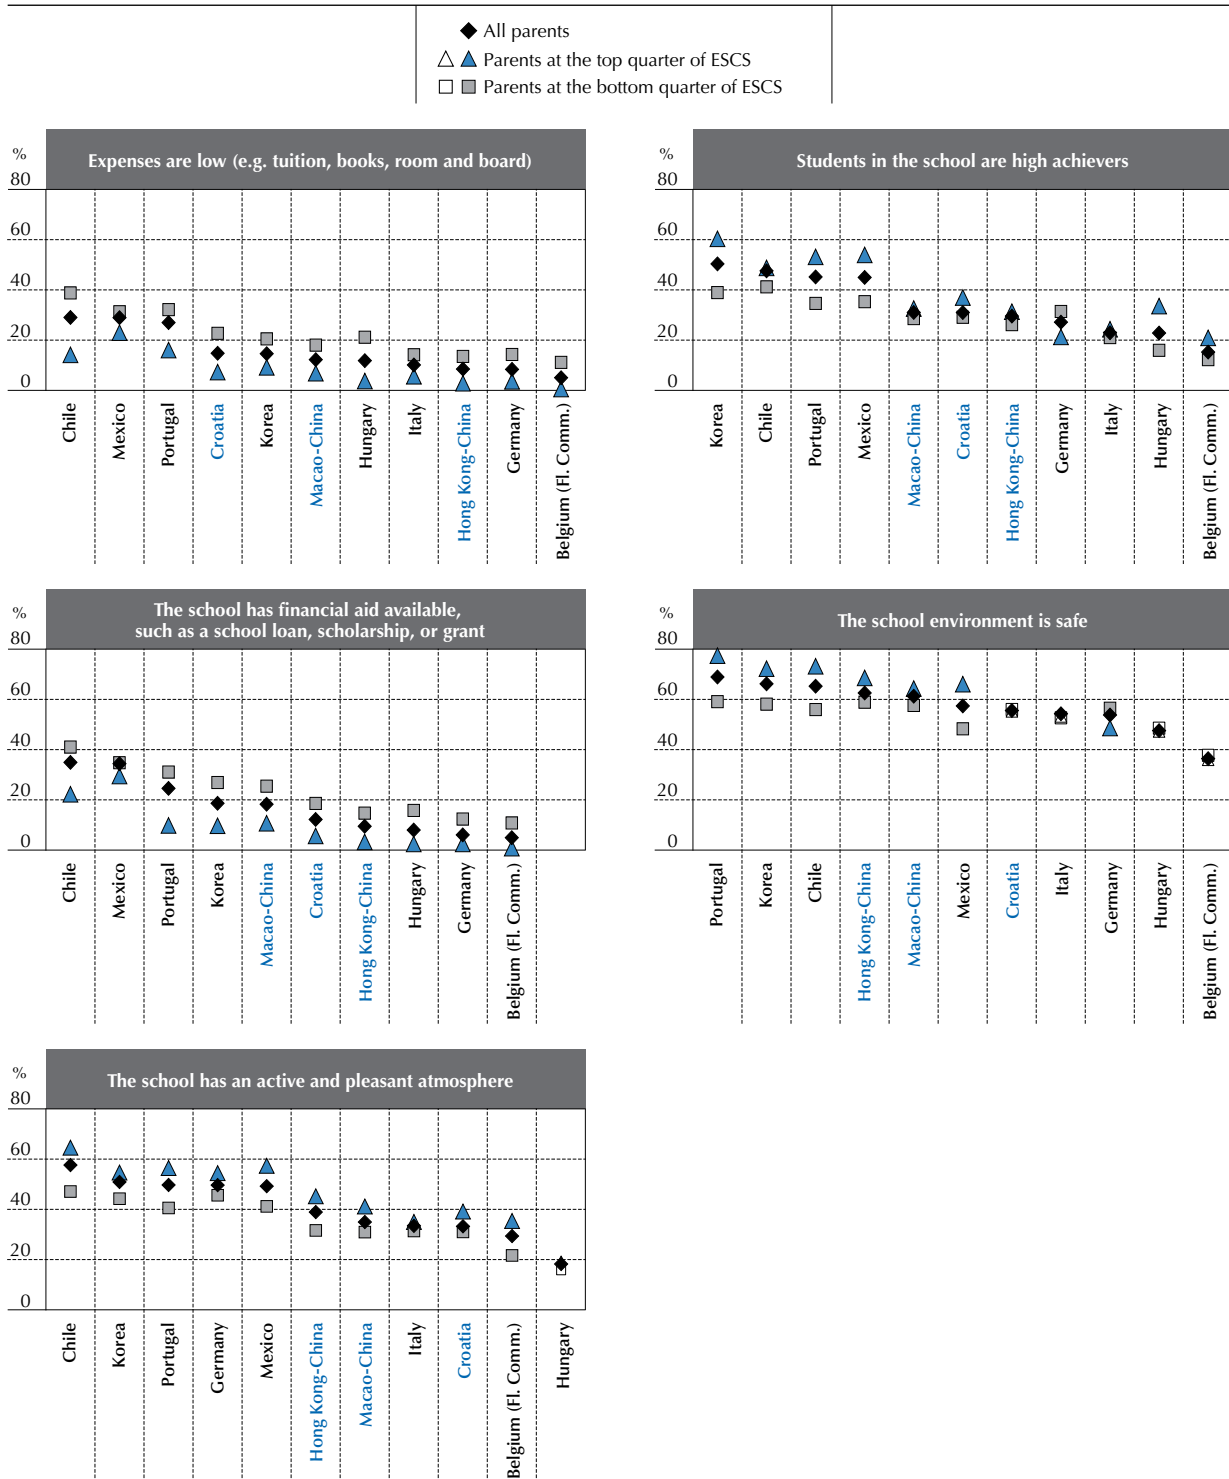 All parents
Parents at the top quarter of ESCS
Parents at the bottom quarter of ESCS
%
Expenses are low (e.g. tuition, books, room and board)
80
60
40
20
0
Chile
Mexico
Portugal
Croatia
Korea
Macao-China
Hungary
Italy
Hong Kong-China
Germany
Belgium (Fl. Comm.)
%
Students in the school are high achievers
80
60
40
20
0
Korea
Chile
Portugal
Mexico
Macao-China
Croatia
Hong Kong-China
Germany
Italy
Hungary
Belgium (Fl. Comm.)
%
The school has financial aid available,
such as a school loan, scholarship, or grant
80
60
40
20
0
Chile
Mexico
Portugal
Korea
Macao-China
Croatia
Hong Kong-China
Hungary
Germany
Belgium (Fl. Comm.)
%
The school environment is safe
80
60
40
20
0
Portugal
Korea
Chile
Hong Kong-China
Macao-China
Mexico
Croatia
Italy
Germany
Hungary
Belgium (Fl. Comm.)
%
The school has an active and pleasant atmosphere
80
60
40
20
0
Chile
Korea
Portugal
Germany
Mexico
Hong Kong-China
Macao-China
Italy
Croatia
Belgium (Fl. Comm.)
Hungary